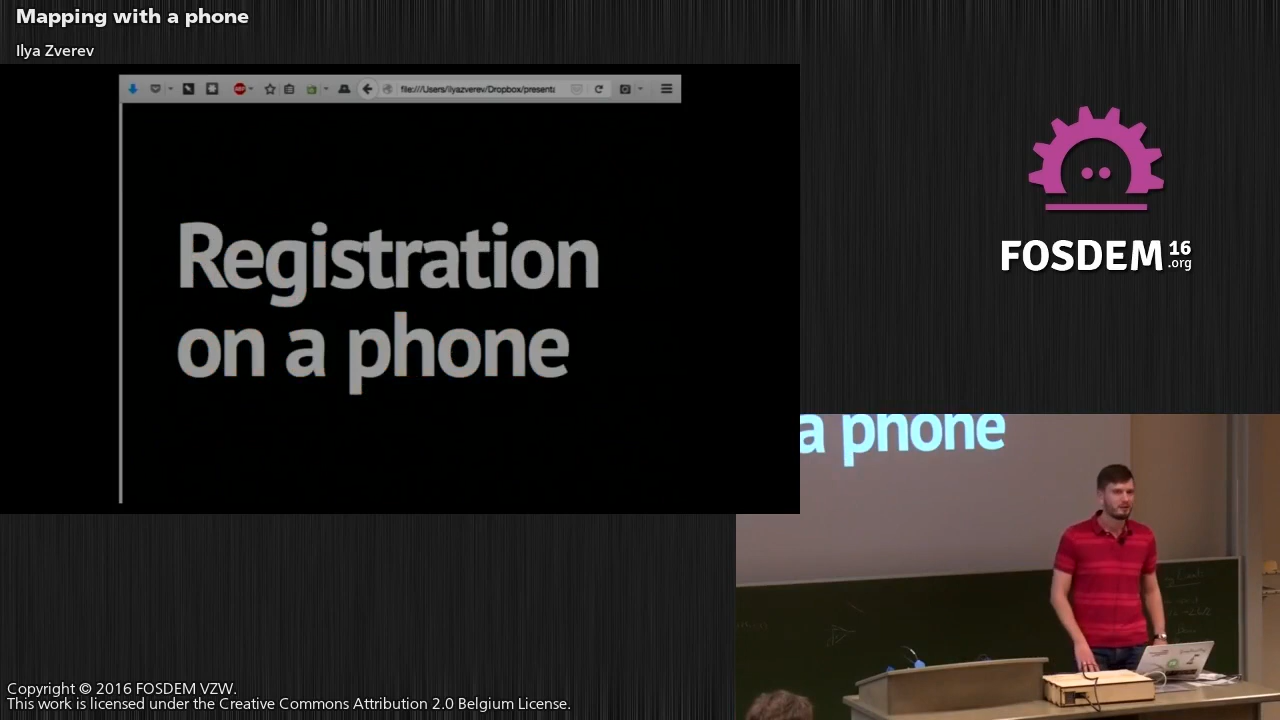 Mapping with a phone
Ilya Zverev
file:///Users/ilyazverev/Dropbox/present
Registration
on a phone
FOSDEM 16
.org
a phone
Copyright © 2016 FOSDEM VZW.
This work is licensed under the Creative Commons Attribution 2.0 Belgium License.